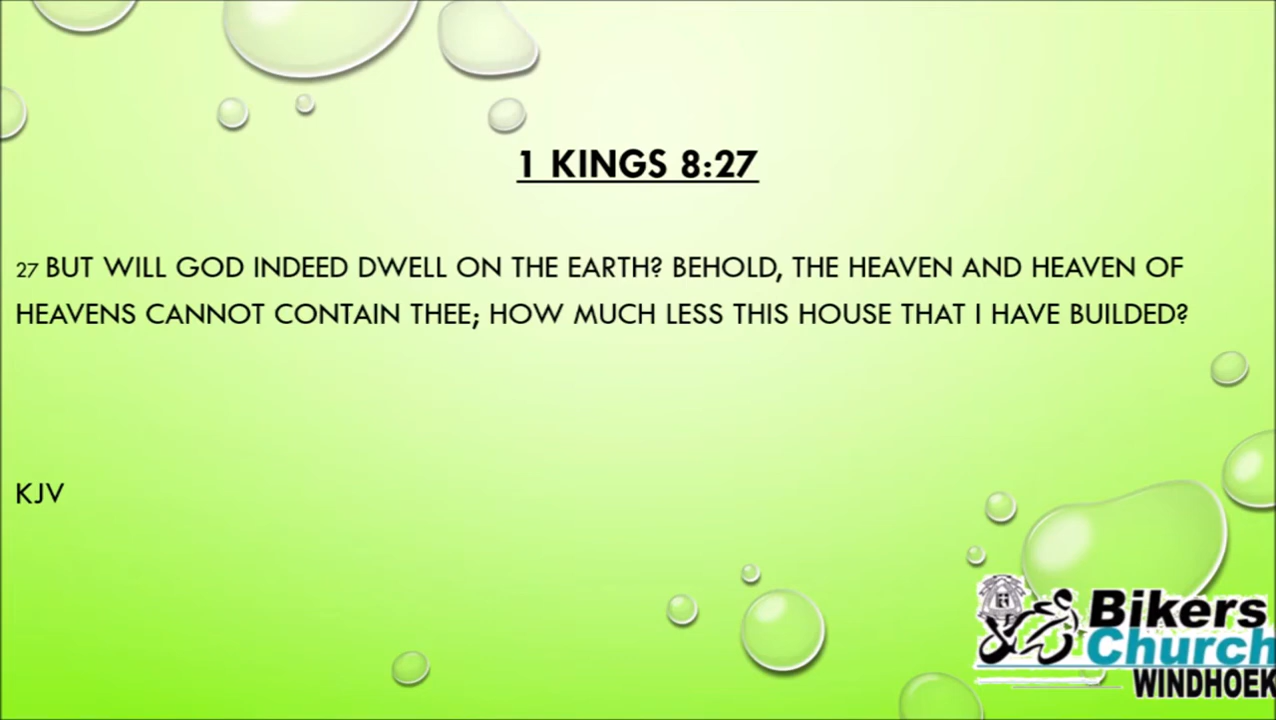 1 KINGS 8:27
27 BUT WILL GOD INDEED DWELL ON THE EARTH? BEHOLD, THE HEAVEN AND HEAVEN OF
HEAVENS CANNOT CONTAIN THEE; HOW MUCH LESS THIS HOUSE THAT I HAVE BUILDED?
KJV
Bikers
Church
WINDHOEK